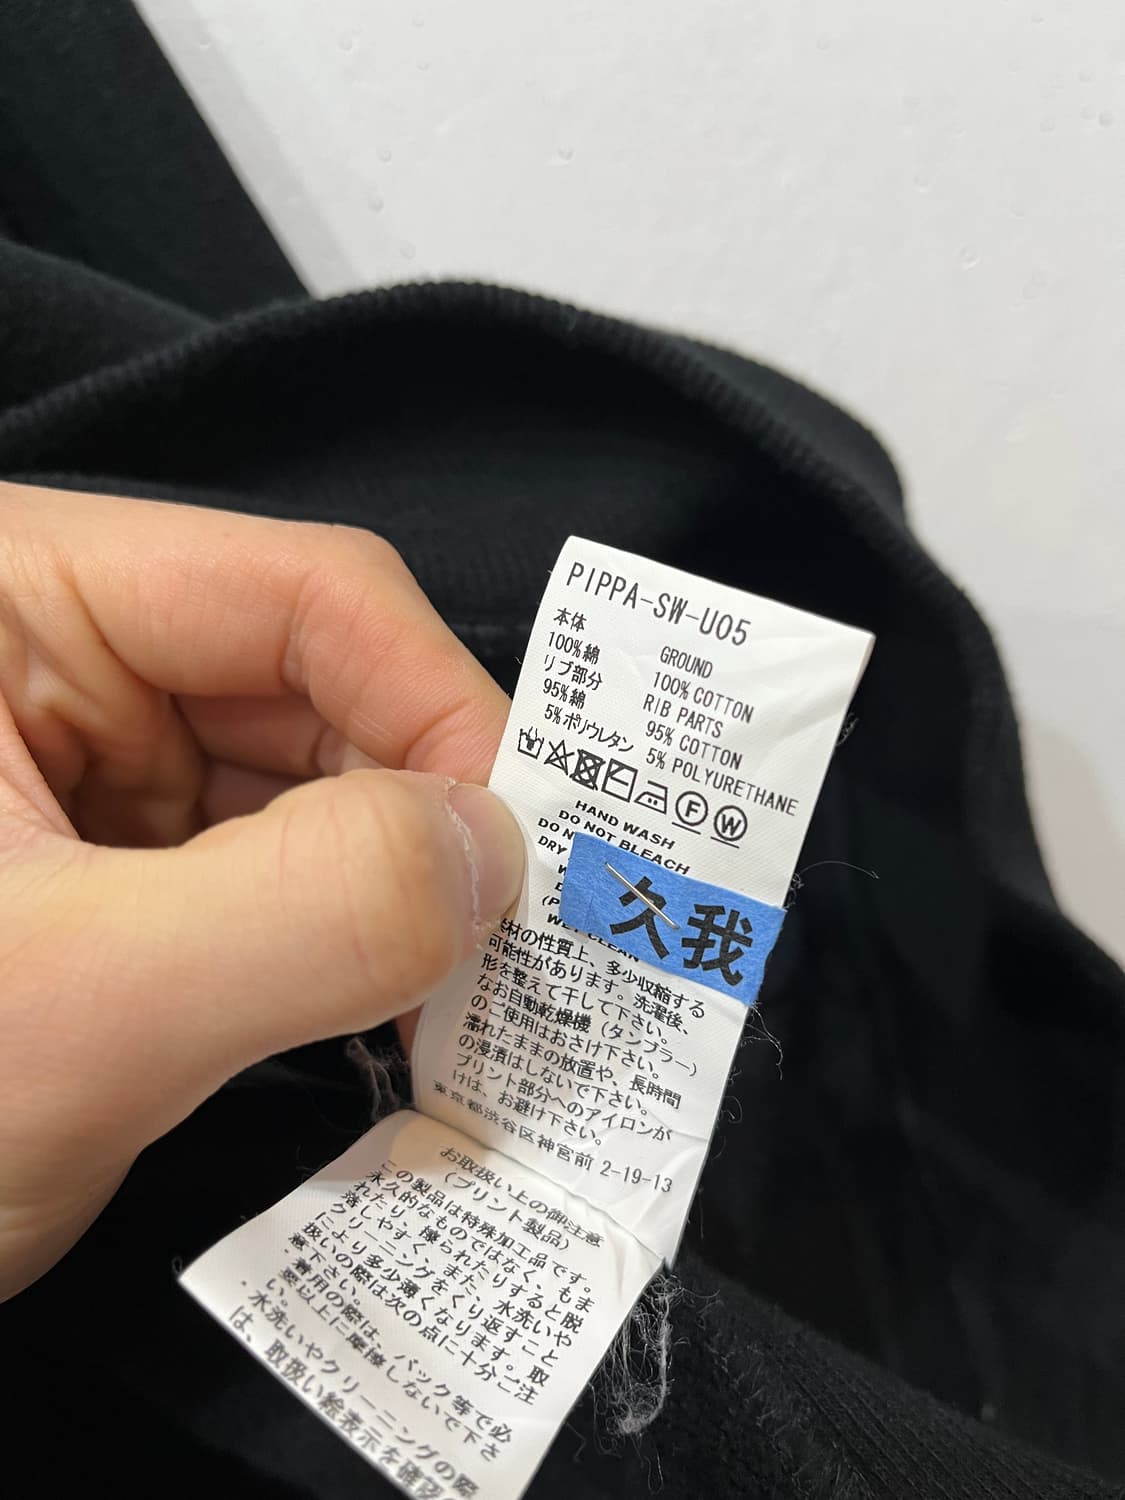 PIPPA-SW-U05
本体
100%綿
リブ部分
95%綿
5%ポリウレタン
GROUND
100% COTTON
RIB PARTS
95% COTTON
5% POLYURETHANE
F W
HAND WASH
DO NOT BLEACH
DO N
DRY
久我
WET CLEAN
素材の性質上、多少収縮する
可能性があります。洗濯後、
形を整えて干して下さい。
なお自動乾燥機（タンブラー）
のご使用はおさけ下さい。
濡れたままの放置や、長時間
の浸漬はしないで下さい。
プリント部分へのアイロンが
けは、お避け下さい。
東京都渋谷区神宮前 2-19-13
お取扱い上の御注意
（プリント製品）
この製品は特殊加工品です。
永久的なものではなく、もま
れたり、擦られたりすると脱
落しやすく、また、水洗いや
クリーニングをくり返すこと
により多少薄くなります。取
扱いの際は次の点に十分ご注
意下さい。
・着用の際は、バック等で必
要以上に摩擦しないで下さ
い。
・水洗いやクリーニングの際
は、取扱い絵表示を確認